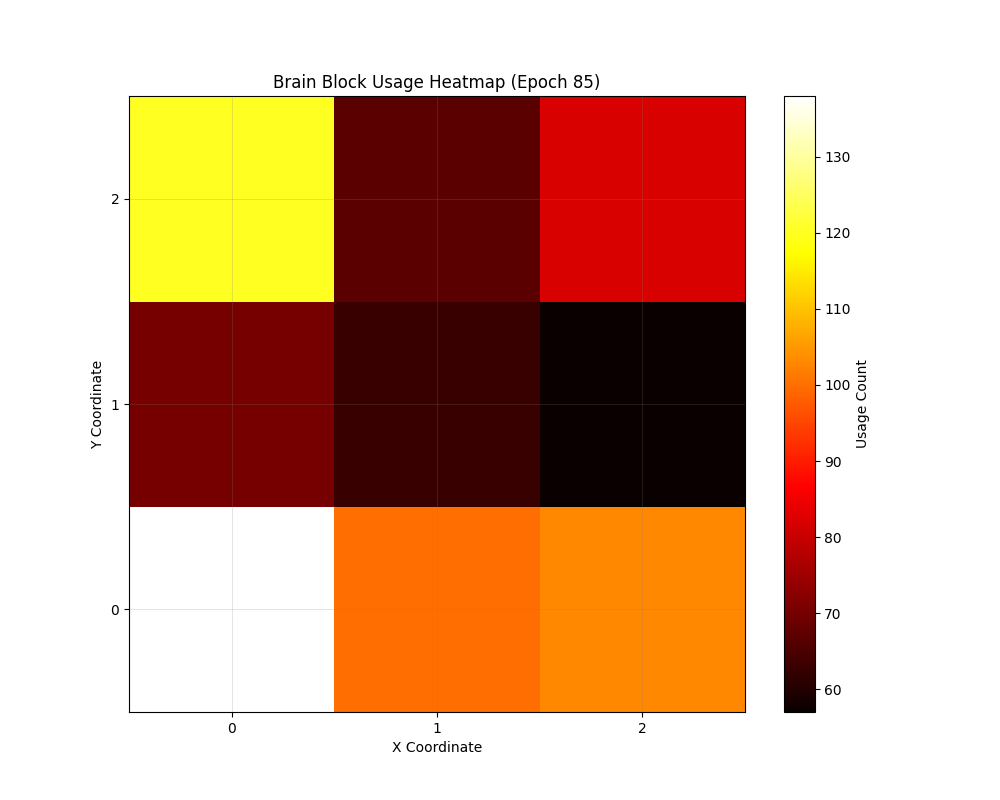 Brain Block Usage Heatmap (Epoch 85)
2
1
0
Y Coordinate
0 1 2
X Coordinate
130
120
110
100
90
80
70
60
Usage Count